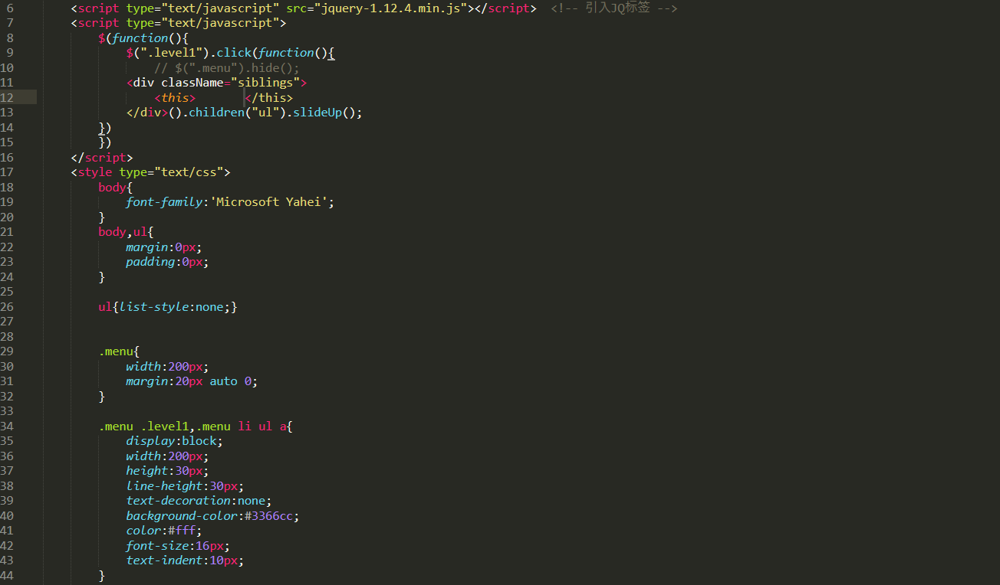 6 <script type="text/javascript" src="jquery-1.12.4.min.js"></script> <!-- 引入JQ标签 -->
7 <script type="text/javascript">
8 $(function(){
9 $(".level1").click(function(){
10 // $(".menu").hide();
11 <div className="siblings">
12 <this> </this>
13 </div>().children("ul").slideUp();
14 })
15 })
16 </script>
17 <style type="text/css">
18 body{
19 font-family:'Microsoft Yahei';
20 }
21 body,ul{
22 margin:0px;
23 padding:0px;
24 }
25
26 ul{list-style:none;}
27
28
29 .menu{
30 width:200px;
31 margin:20px auto 0;
32 }
33
34 .menu .level1,.menu li ul a{
35 display:block;
36 width:200px;
37 height:30px;
38 line-height:30px;
39 text-decoration:none;
40 background-color:#3366cc;
41 color:#fff;
42 font-size:16px;
43 text-indent:10px;
44 }